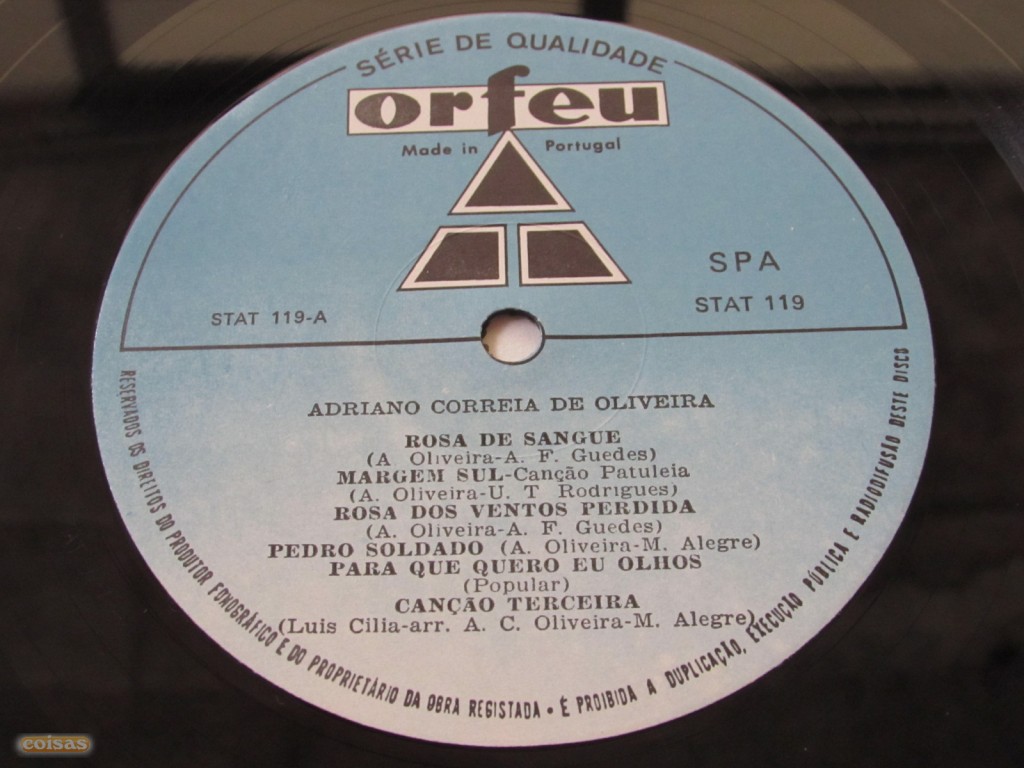 SÉRIE DE QUALIDADE
orfeu
Made in Portugal
SPA
STAT 119-A
STAT 119
ADRIANO CORREIA DE OLIVEIRA
ROSA DE SANGUE
(A Oliveira-A. F. Guedes)
MARGEM SUL-Canção Patuleia
(A. Oliveira-U. T Rodrigues)
ROSA DOS VENTOS PERDIDA
(A. Oliveira-A. F. Guedes)
PEDRO SOLDADO (A. Oliveira-M. Alegre)
PARA QUE QUERO EU OLHOS
(Popular)
CANÇÃO TERCEIRA
(Luis Cilia-arr. A. C. Oliveira-M. Alegre)
RESERVADOS OS DIREITOS DO PRODUTOR FONOGRÁFICO E DO PROPRIETÁRIO DA OBRA REGISTADA • É PROIBIDA A DUPLICAÇÃO, EXECUÇÃO PÚBLICA E RADIODIFUSÃO DESTE DISCO
coisas